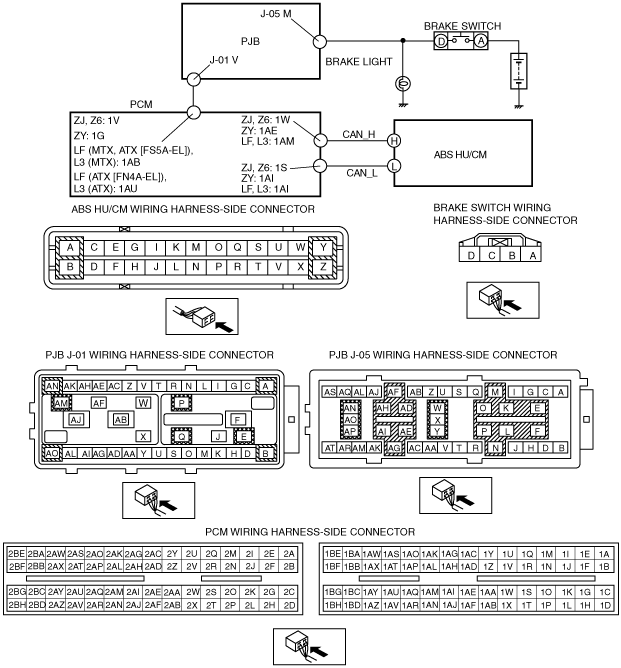 J-05 M
PJB
J-01 V
BRAKE SWITCH
D A
BRAKE LIGHT
PCM
ZJ, Z6: 1V
ZY: 1G
LF (MTX, ATX [FS5A-EL]),
L3 (MTX): 1AB
LF (ATX [FN4A-EL]),
L3 (ATX): 1AU
ZJ, Z6: 1W
ZY: 1AE
LF, L3: 1AM
ZJ, Z6: 1S
ZY: 1AI
LF, L3: 1AI
CAN_H
CAN_L
H
L
ABS HU/CM
ABS HU/CM WIRING HARNESS-SIDE CONNECTOR
A C E G I K M O Q S U W Y
B D F H J L N P R T V X Z
BRAKE SWITCH WIRING
HARNESS-SIDE CONNECTOR
D C B A
PJB J-01 WIRING HARNESS-SIDE CONNECTOR
AN AK AH AE AC Z V T R N L I G C A
AM AF W P
AJ AB F
X Q J E
AO AL AI AG AD AA Y U S O M K H D B
PJB J-05 WIRING HARNESS-SIDE CONNECTOR
AS AQ AL AJ AF AB Z U S Q M I G C A
AN AH AD W O K E
AO X
AP AI AE Y P L F
AT AR AM AK AG AC AA V T R N J H D B
PCM WIRING HARNESS-SIDE CONNECTOR
2BE 2BA 2AW 2AS 2AO 2AK 2AG 2AC 2Y 2U 2Q 2M 2I 2E 2A
2BF 2BB 2AX 2AT 2AP 2AL 2AH 2AD 2Z 2V 2R 2N 2J 2F 2B
2BG 2BC 2AY 2AU 2AQ 2AM 2AI 2AE 2AA 2W 2S 2O 2K 2G 2C
2BH 2BD 2AZ 2AV 2AR 2AN 2AJ 2AF 2AB 2X 2T 2P 2L 2H 2D
1BE 1BA 1AW 1AS 1AO 1AK 1AG 1AC 1Y 1U 1Q 1M 1I 1E 1A
1BF 1BB 1AX 1AT 1AP 1AL 1AH 1AD 1Z 1V 1R 1N 1J 1F 1B
1BG 1BC 1AY 1AU 1AQ 1AM 1AI 1AE 1AA 1W 1S 1O 1K 1G 1C
1BH 1BD 1AZ 1AV 1AR 1AN 1AJ 1AF 1AB 1X 1T 1P 1L 1H 1D